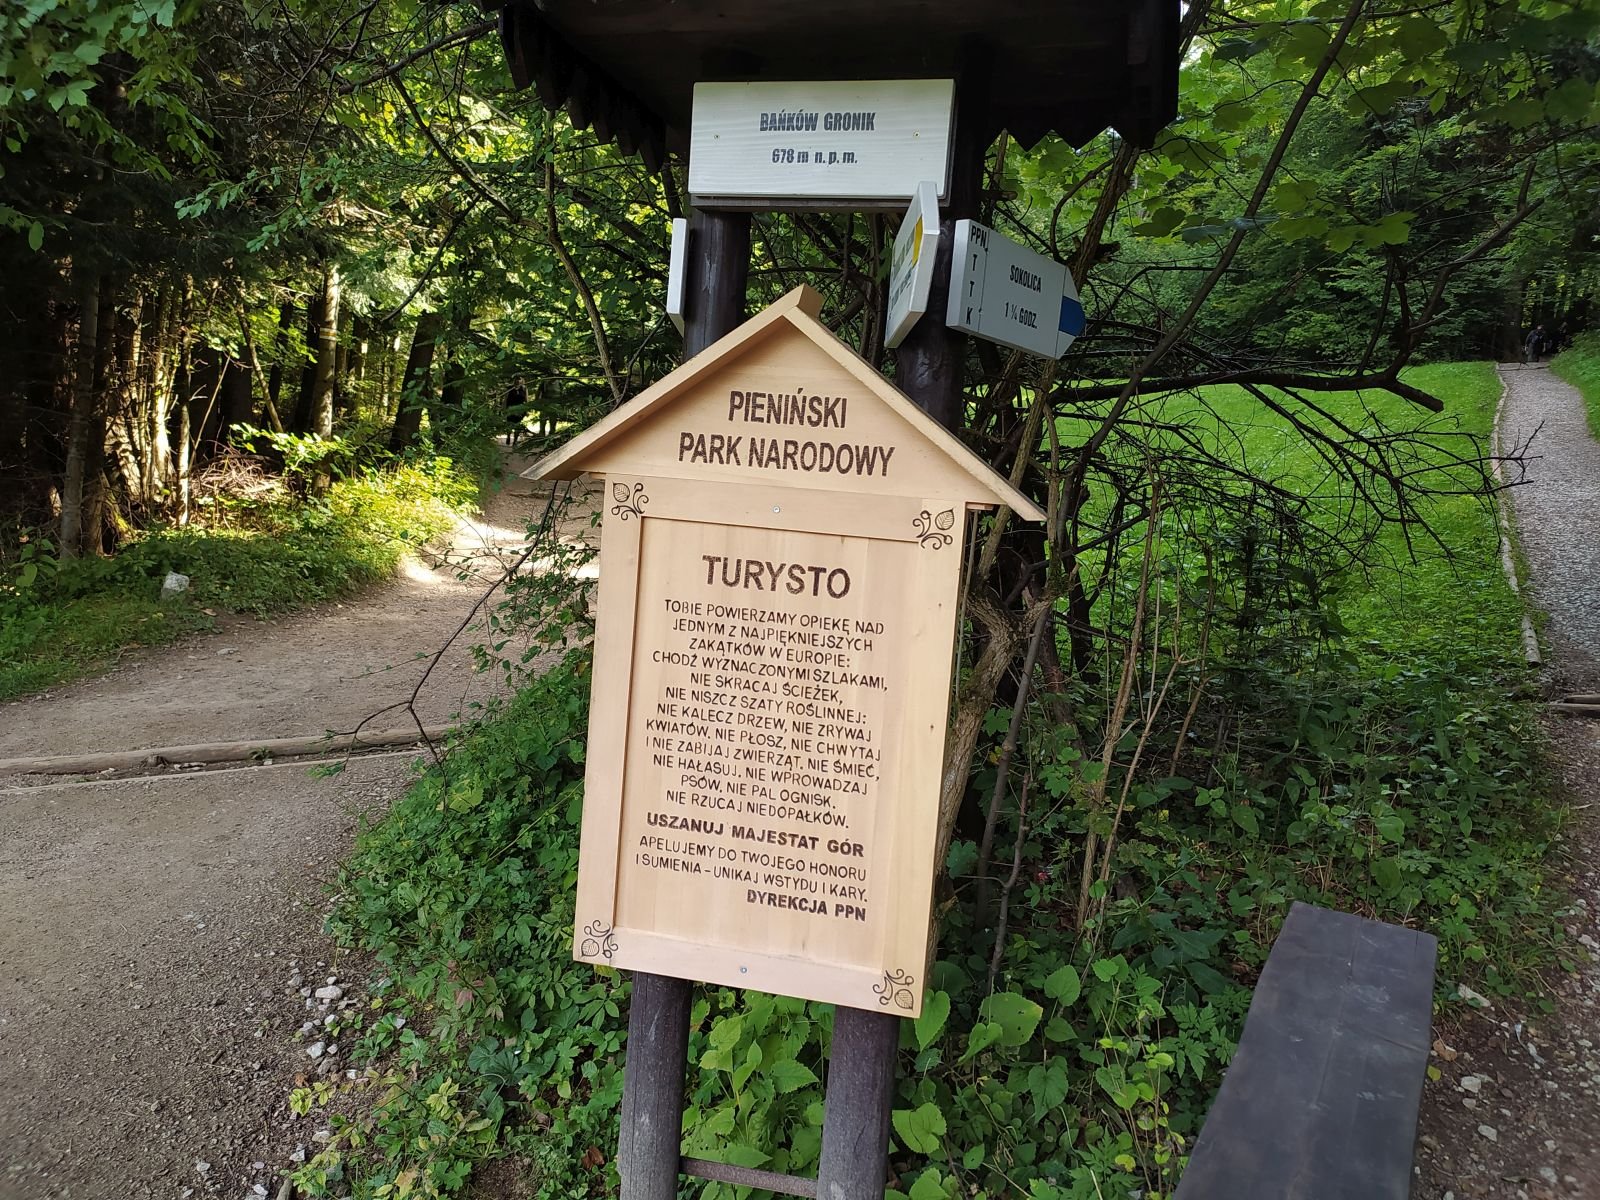 BAŃKÓW GRONIK
678 m n.p.m.
PPN
T
T
K
SOKOLICA
1 ¼ GODZ.
PIENIŃSKI
PARK NARODOWY
TURYSTO
TOBIE POWIERZAMY OPIEKĘ NAD
JEDNYM Z NAJPIĘKNIEJSZYCH
ZAKĄTKÓW W EUROPIE:
CHODŹ WYZNACZONYMI SZLAKAMI,
NIE SKRACAJ ŚCIEŻEK,
NIE NISZCZ SZATY ROŚLINNEJ:
NIE KALECZ DRZEW, NIE ZRYWAJ
KWIATÓW. NIE PŁOSZ, NIE CHWYTAJ
I NIE ZABIJAJ ZWIERZĄT, NIE ŚMIEĆ,
NIE HAŁASUJ. NIE WPROWADZAJ
PSÓW. NIE PAL OGNISK.
NIE RZUCAJ NIEDOPAŁKÓW.
USZANUJ MAJESTAT GÓR
APELUJEMY DO TWOJEGO HONORU
I SUMIENIA - UNIKAJ WSTYDU I KARY.
DYREKCJA PPN